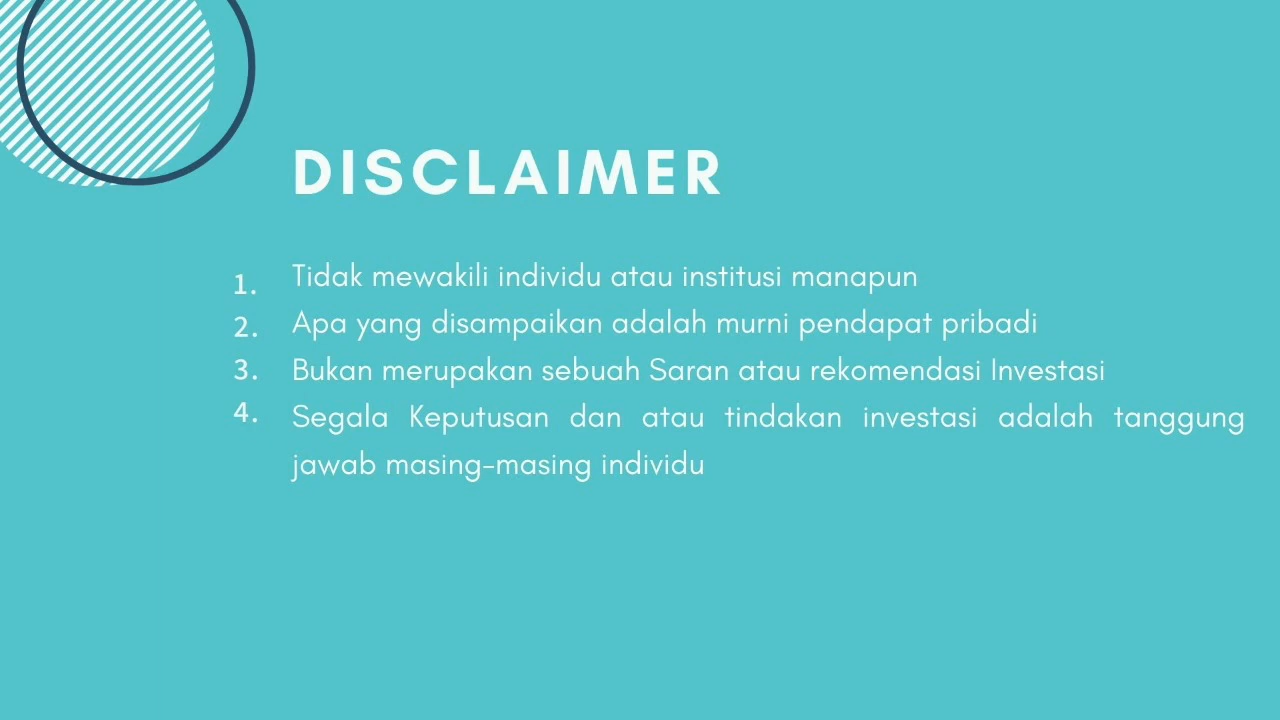 DISCLAIMER
1. Tidak mewakili individu atau institusi manapun
2. Apa yang disampaikan adalah murni pendapat pribadi
3. Bukan merupakan sebuah Saran atau rekomendasi Investasi
4. Segala Keputusan dan atau tindakan investasi adalah tanggung
jawab masing-masing individu